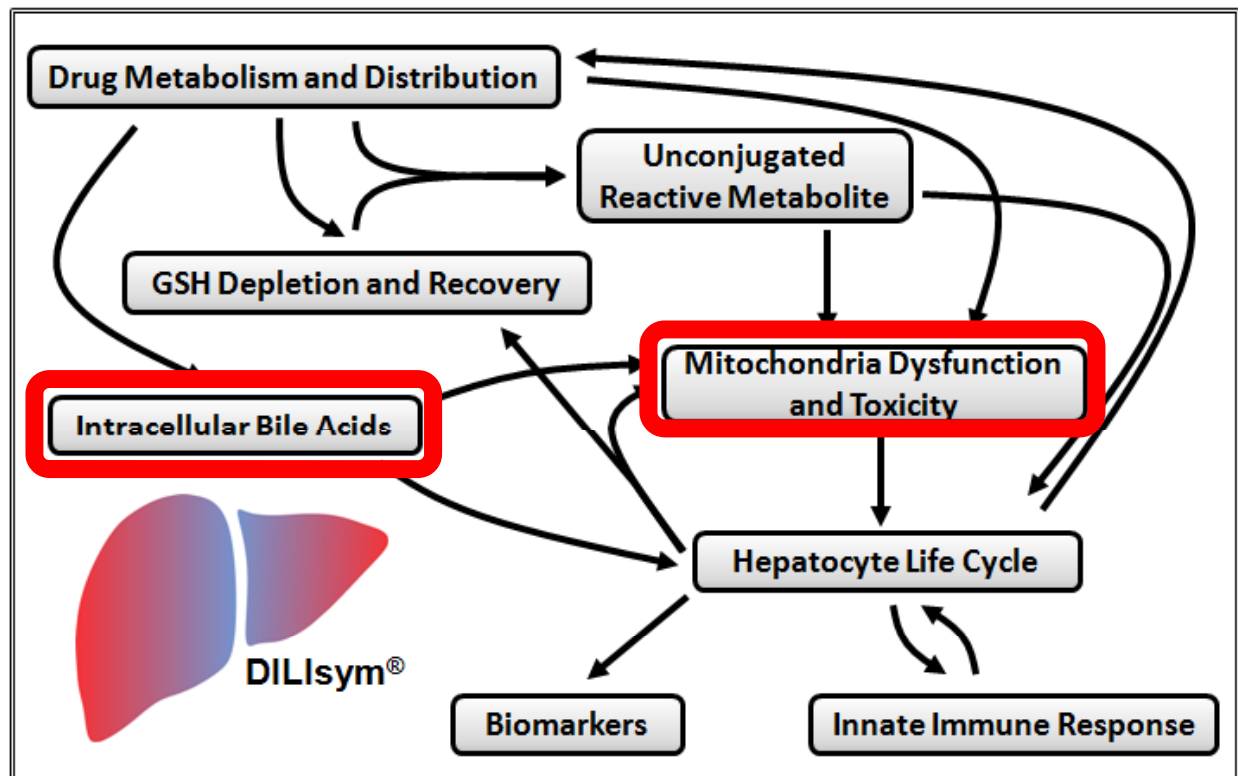 Drug Metabolism and Distribution
Unconjugated
Reactive Metabolite
GSH Depletion and Recovery
Mitochondria Dysfunction
and Toxicity
Intracellular Bile Acids
Hepatocyte Life Cycle
DILIsym®
Biomarkers
Innate Immune Response